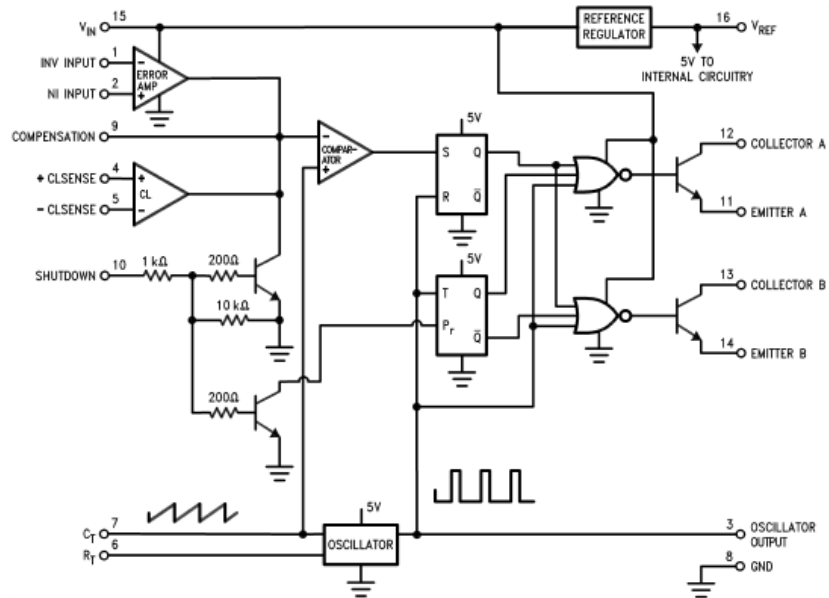 15
VIN
REFERENCE
REGULATOR
16
VREF
5V TO
INTERNAL CIRCUITRY
1
INV INPUT
2
NI INPUT
ERROR
AMP
9
COMPENSATION
COMPAR-
ATOR
4
+ CLSENSE
5
- CLSENSE
CL
5V
S Q
R Q̅
12
COLLECTOR A
11
EMITTER A
10
SHUTDOWN
1 kΩ
200Ω
10 kΩ
200Ω
5V
T Q
Pr Q̅
13
COLLECTOR B
14
EMITTER B
7
CT
6
RT
5V
OSCILLATOR
3
OSCILLATOR
OUTPUT
8
GND